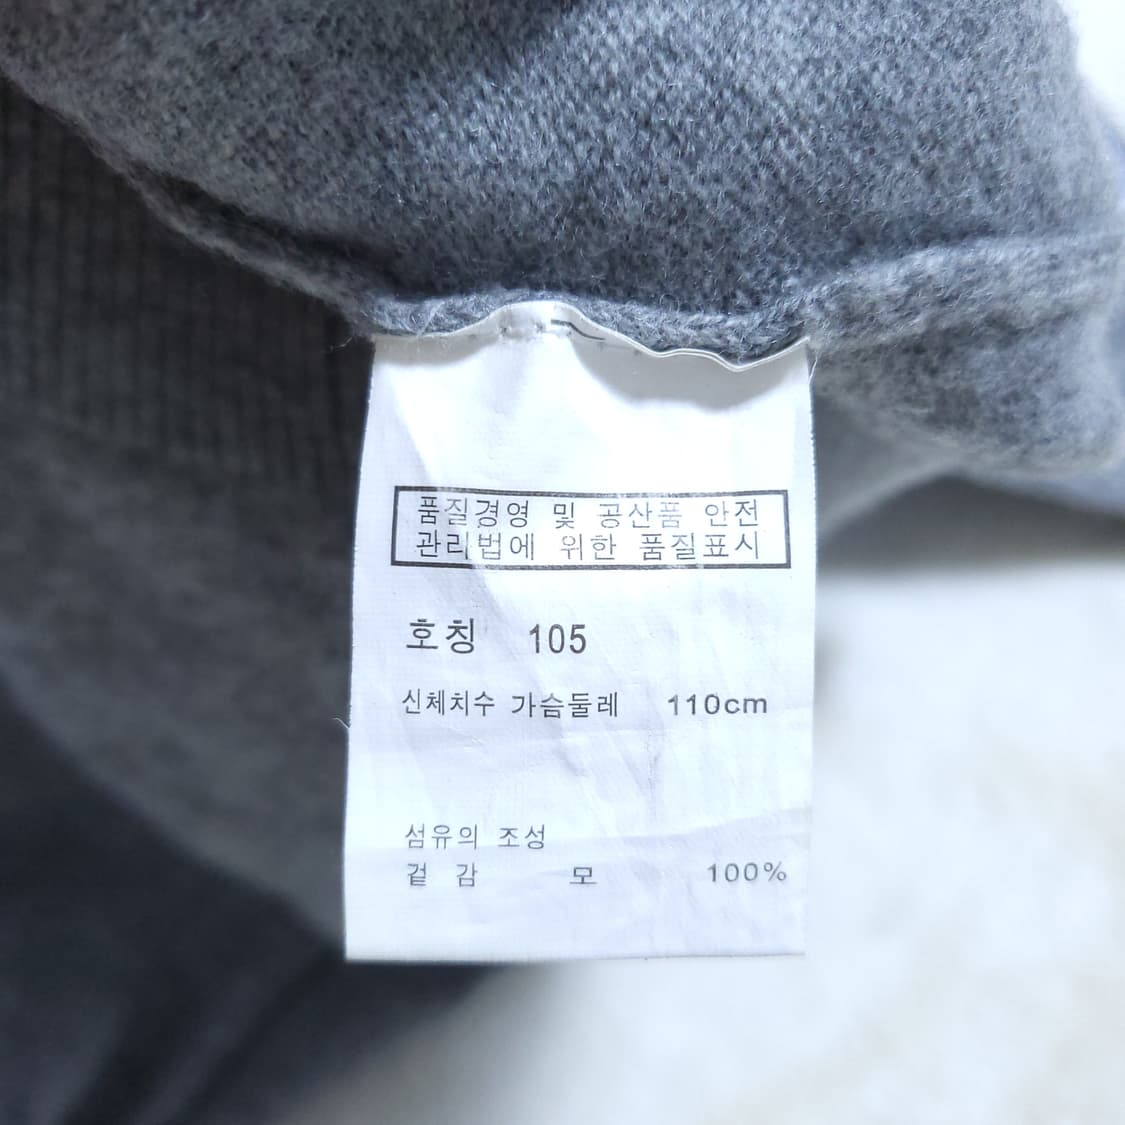 품질경영 및 공산품 안전
관리법에 위한 품질표시
호칭 105
신체치수 가슴둘레 110cm
섬유의 조성
겉 감 모 100%